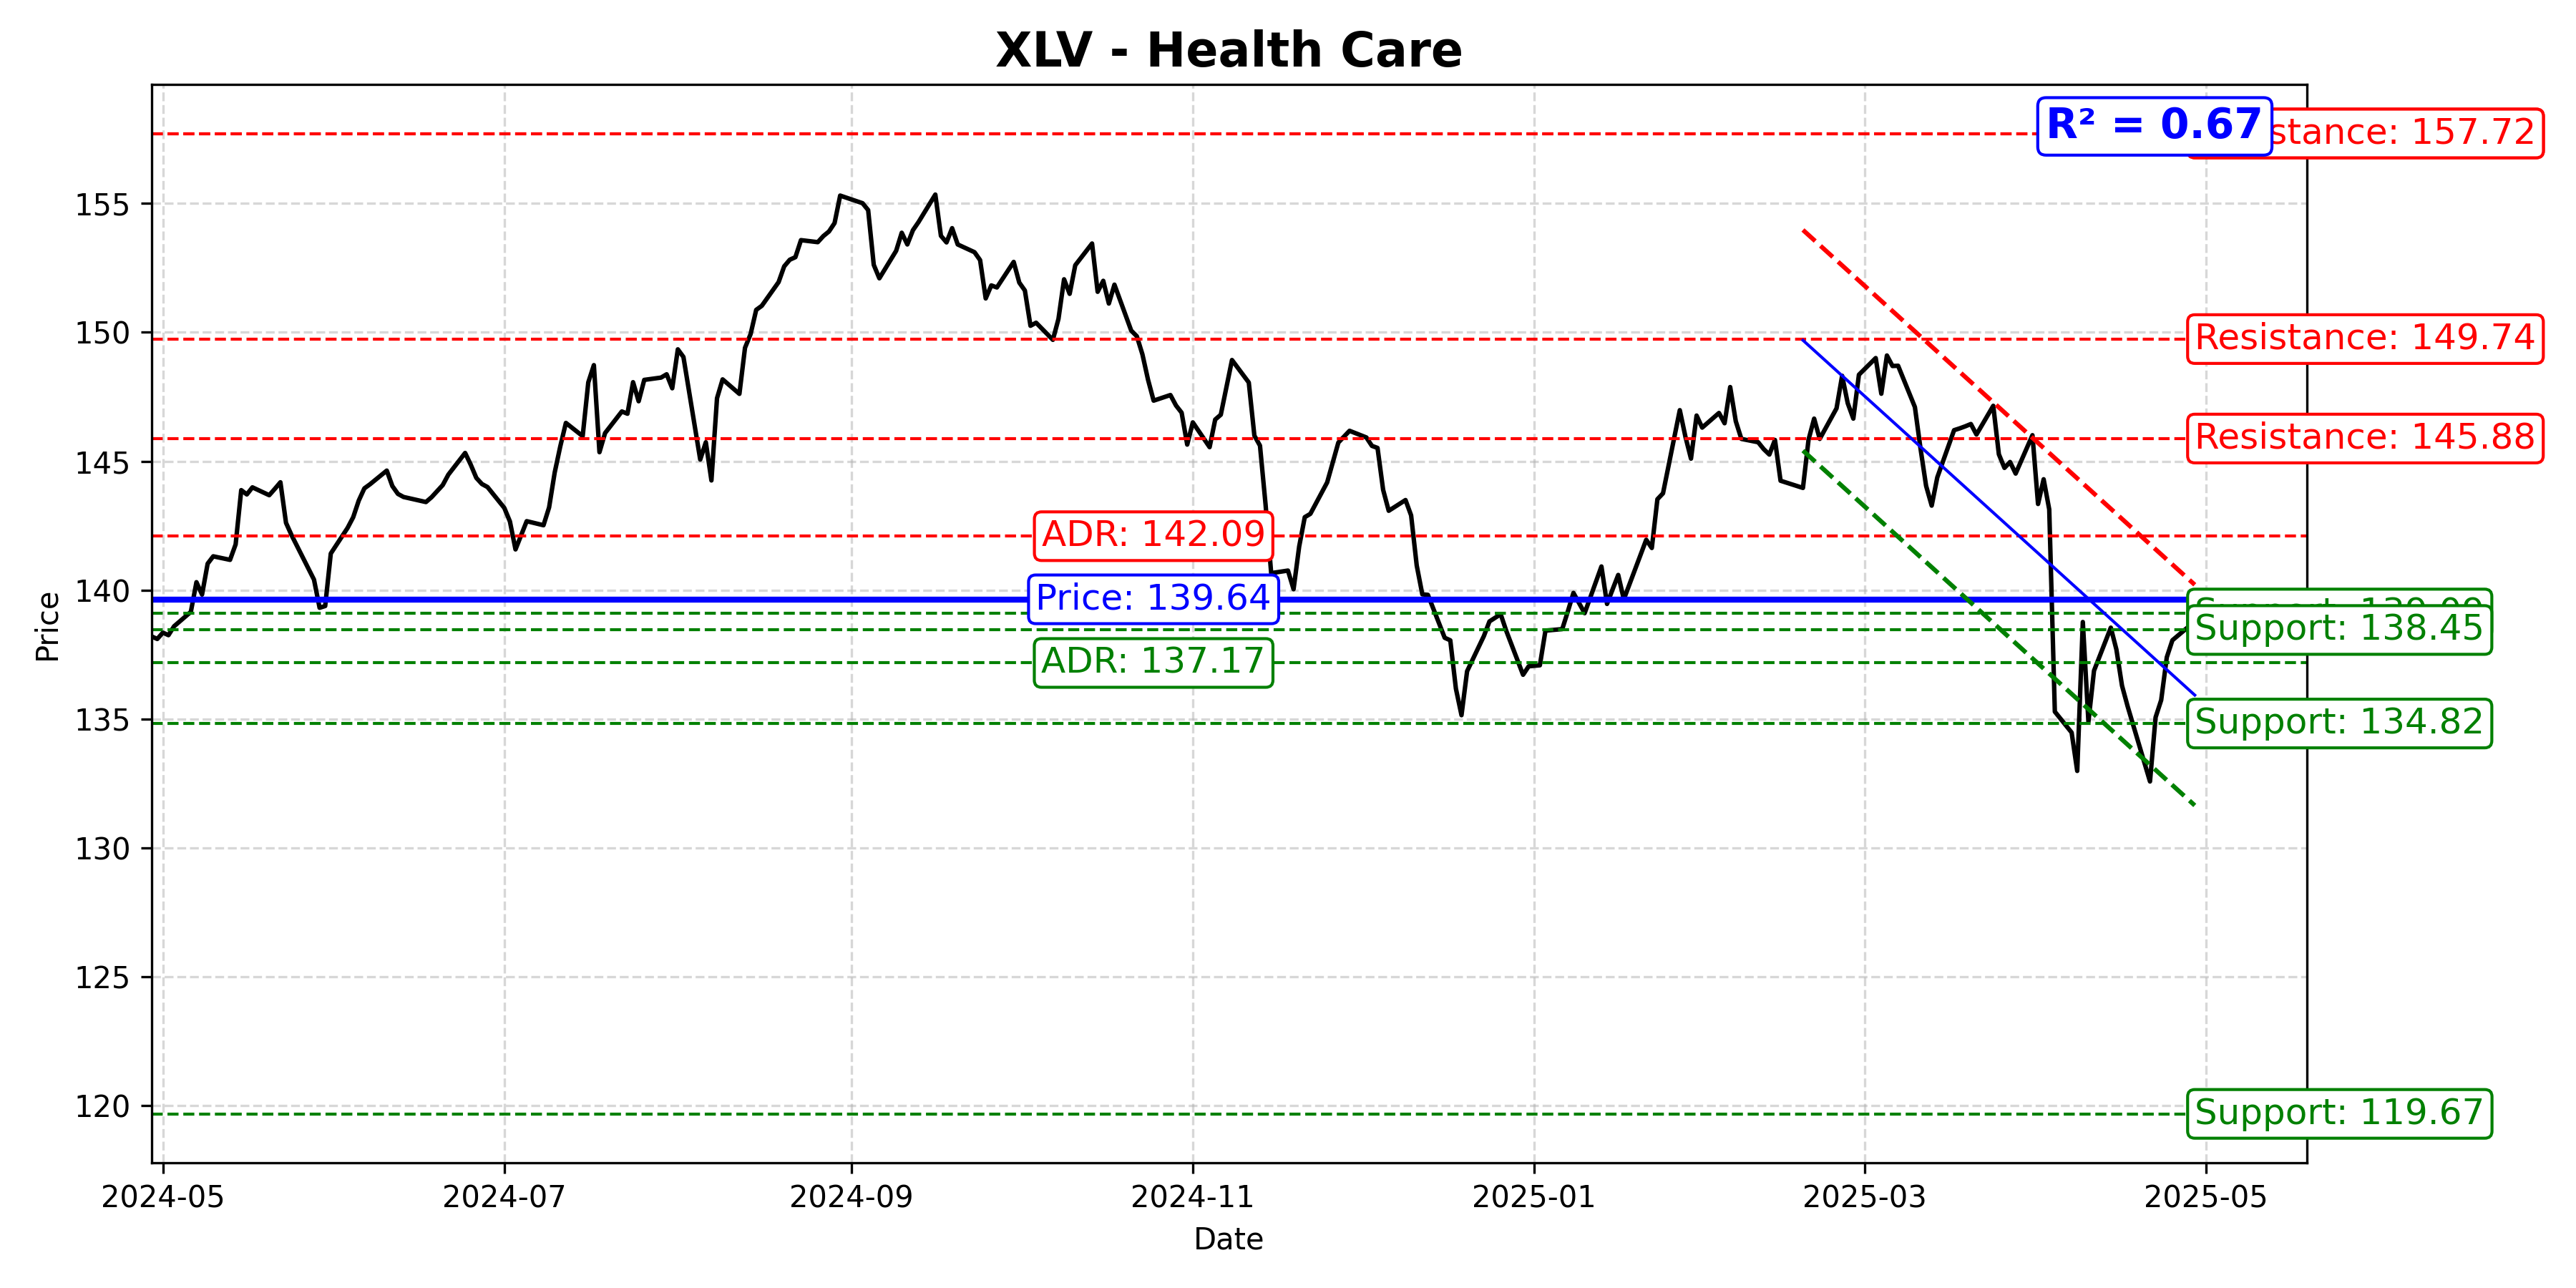 XLV - Health Care
R² = 0.67
stance: 157.72
155
150
Resistance: 149.74
Resistance: 145.88
145
ADR: 142.09
140
Price: 139.64
Support: 138.45
ADR: 137.17
135
Support: 134.82
130
125
120
Support: 119.67
Price
2024-05
2024-07
2024-09
2024-11
2025-01
2025-03
2025-05
Date